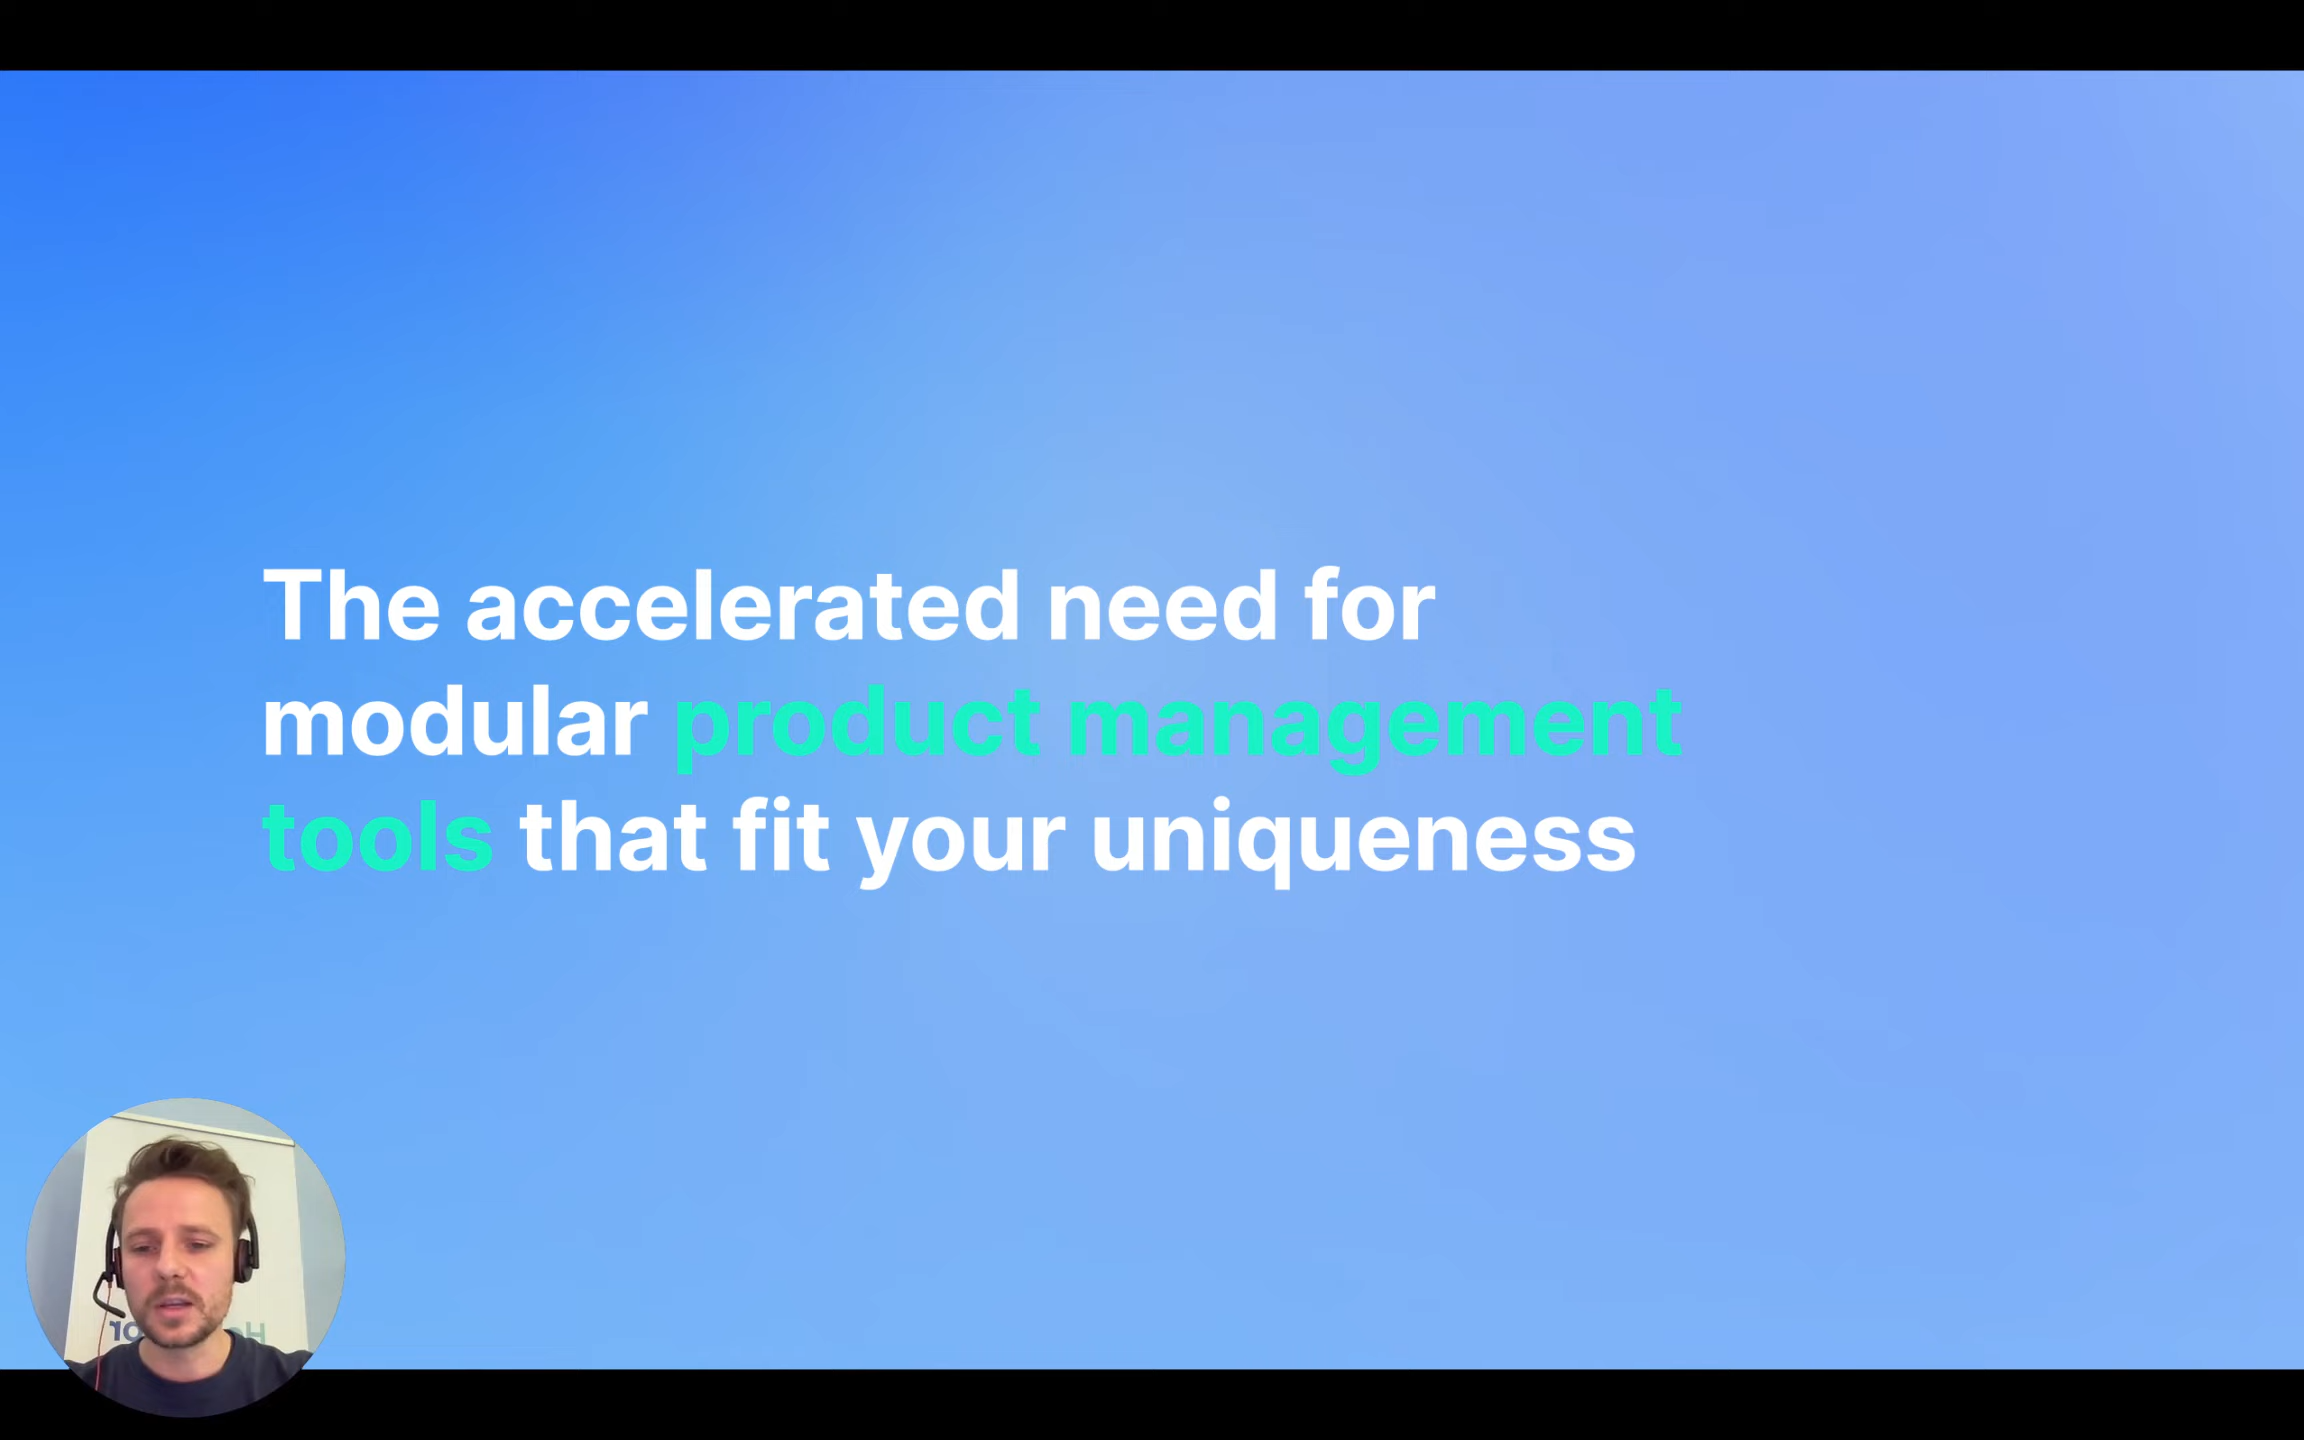 The accelerated need for
modular product management
tools that fit your uniqueness